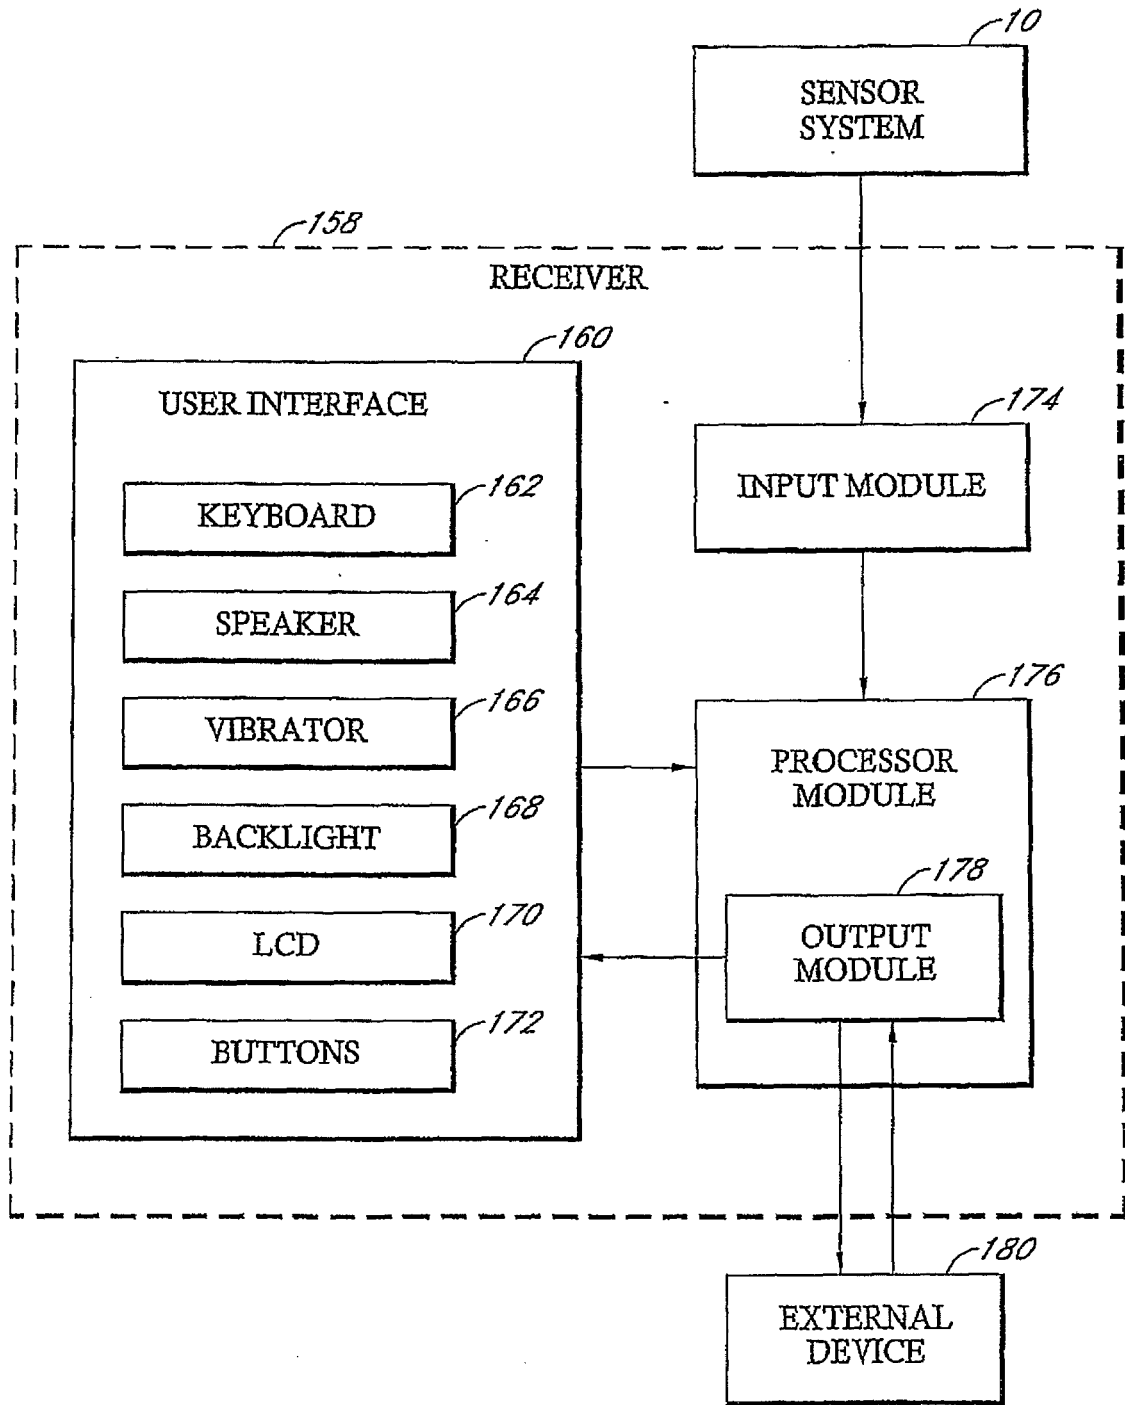 10
SENSOR
SYSTEM
158
RECEIVER
160
USER INTERFACE
174
INPUT MODULE
162
KEYBOARD
164
SPEAKER
166
VIBRATOR
176
PROCESSOR
MODULE
168
BACKLIGHT
178
OUTPUT
MODULE
170
LCD
172
BUTTONS
180
EXTERNAL
DEVICE